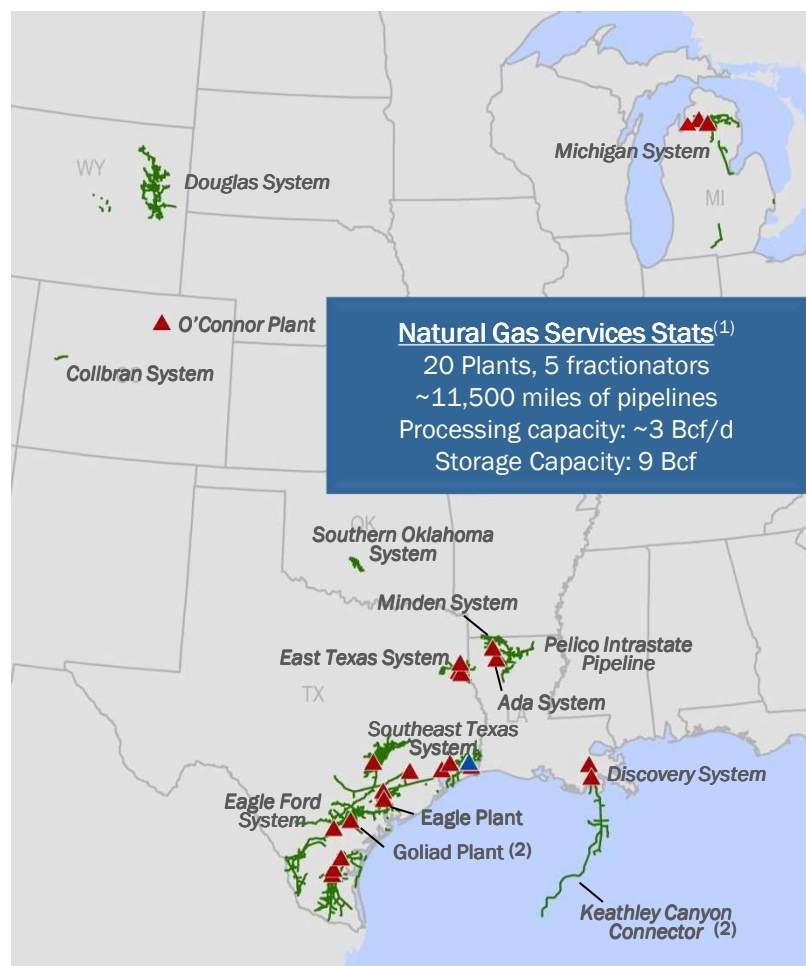 Michigan System
WY
Douglas System
MI
O'Connor Plant
Collbran System
CO
Natural Gas Services Stats(1)
20 Plants, 5 fractionators
~11,500 miles of pipelines
Processing capacity: ~3 Bcf/d
Storage Capacity: 9 Bcf
OK
Southern Oklahoma
System
Minden System
Pelico Intrastate
Pipeline
East Texas System
TX
Ada System
LA
Southeast Texas
System
Discovery System
Eagle Ford
System
Eagle Plant
Goliad Plant (2)
Keathley Canyon
Connector (2)